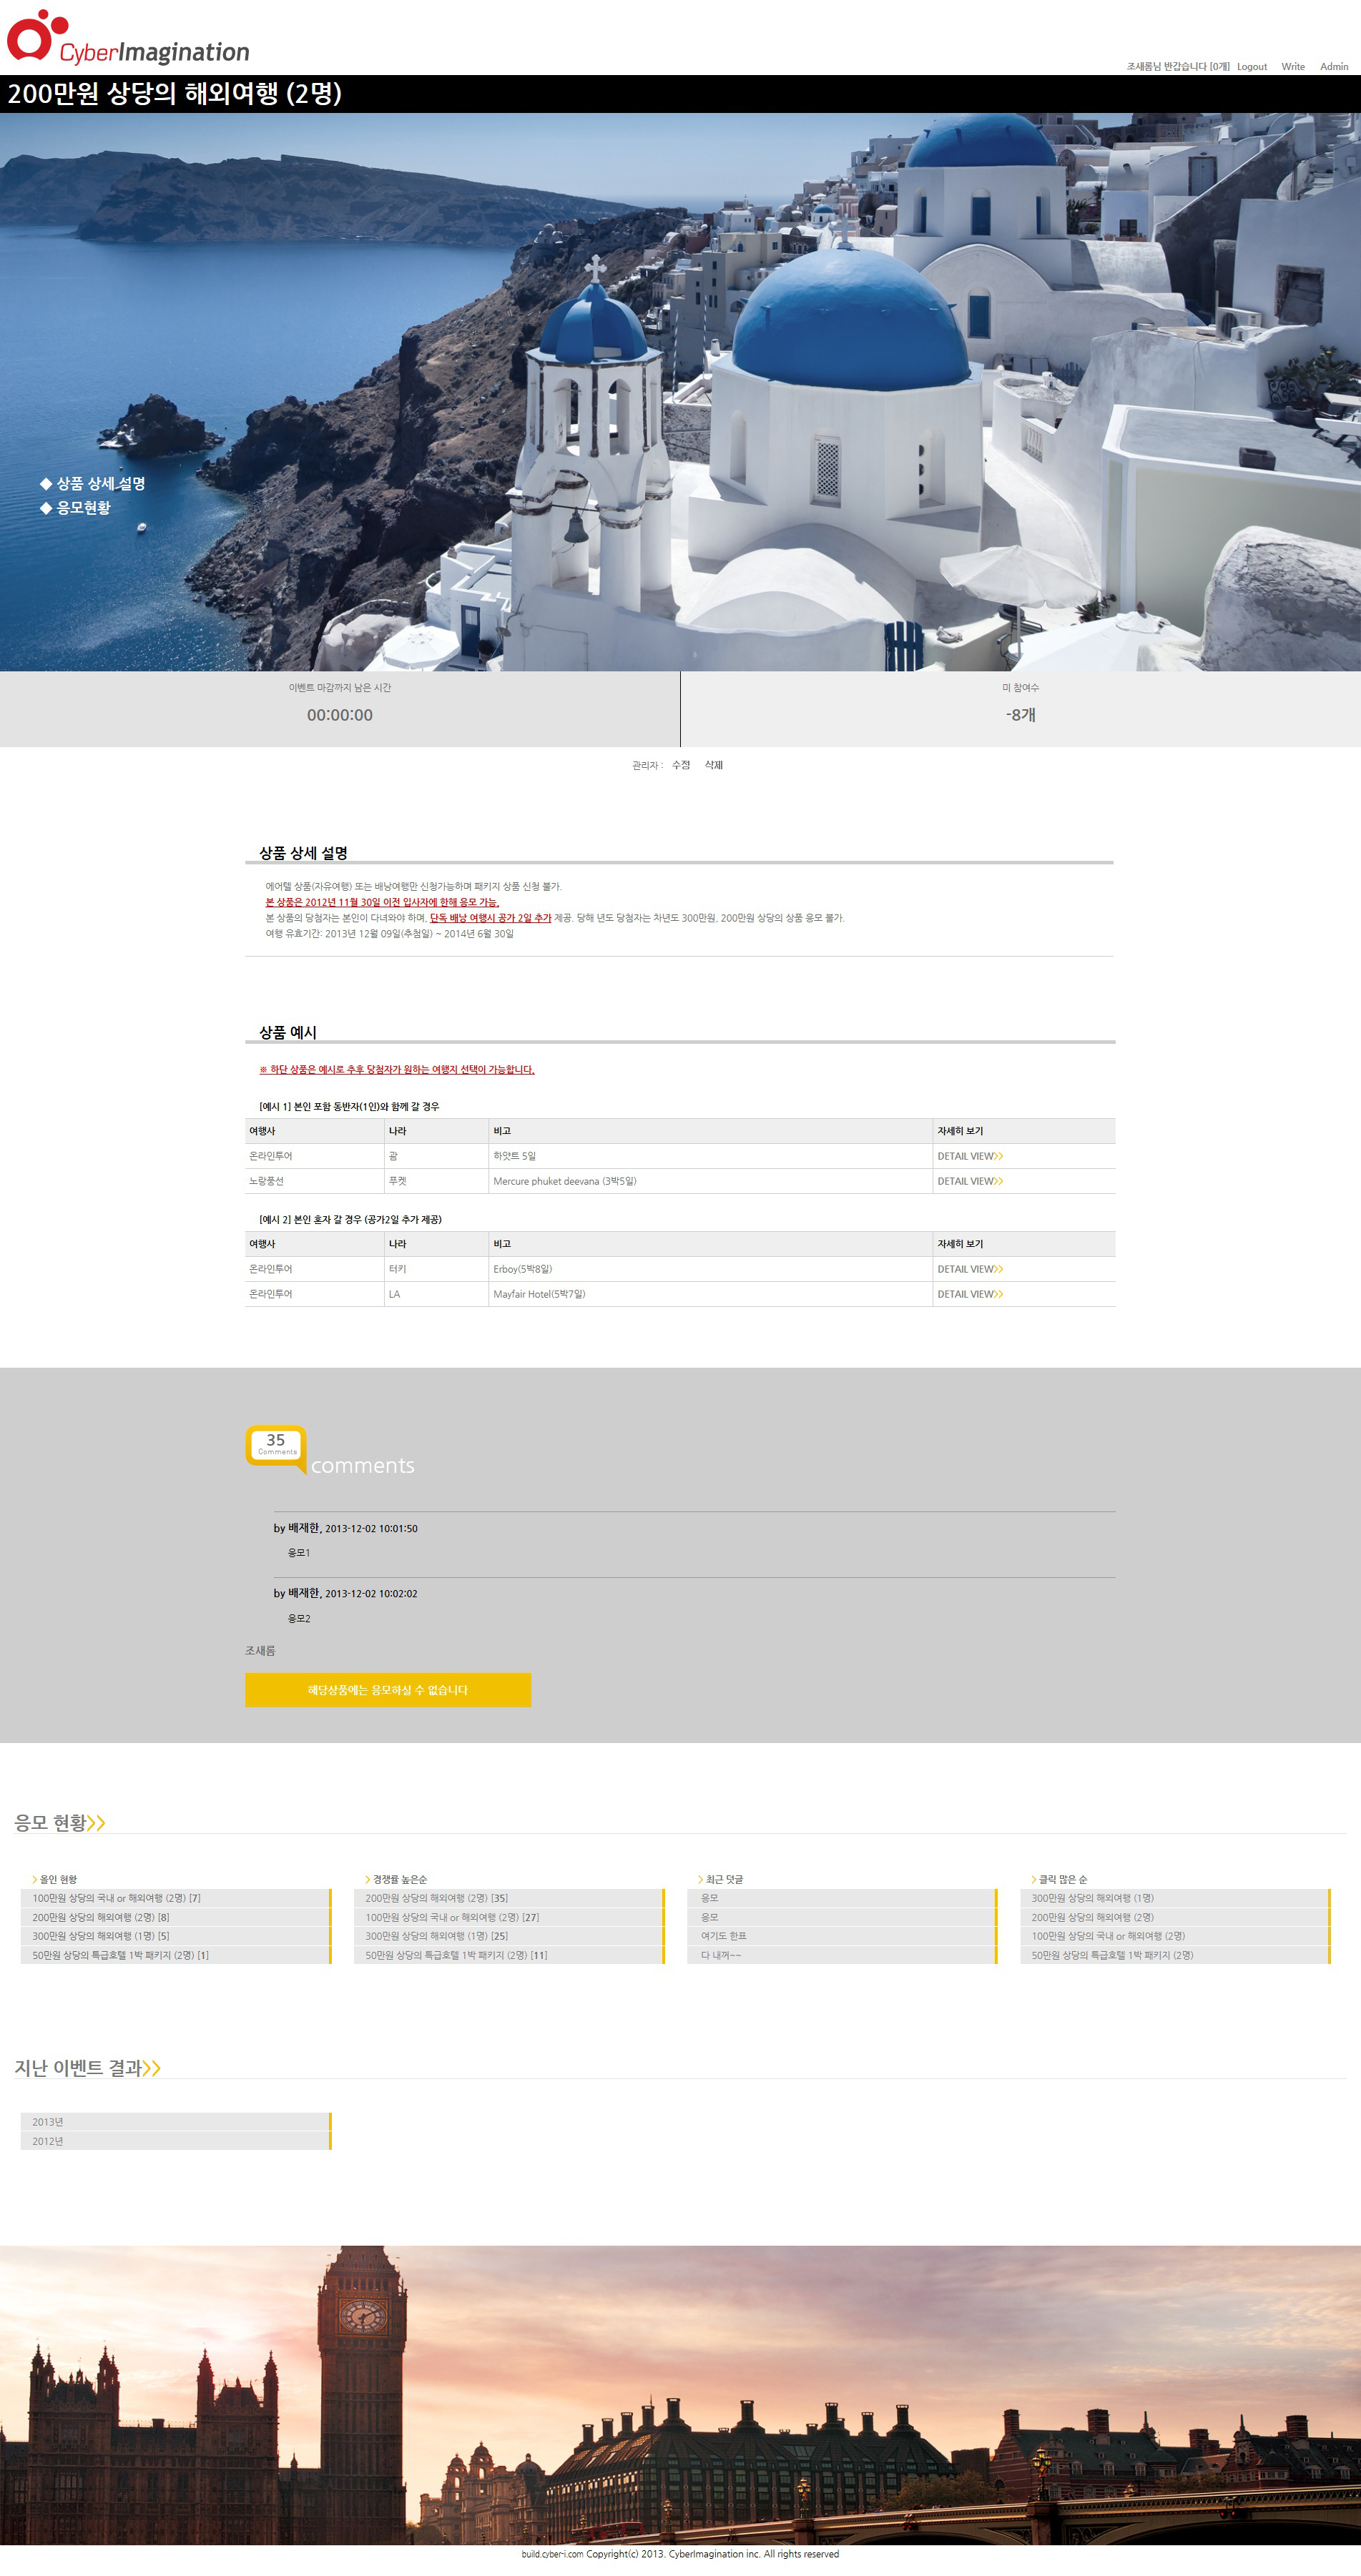 CyberImagination
조새롬님 반갑습니다 [0개] Logout Write Admin
200만원 상당의 해외여행 (2명)
◆ 상품 상세 설명
◆ 응모현황
이벤트 마감까지 남은 시간
00:00:00
미 참여수
-8개
관리자 : 수정 삭제
상품 상세 설명
에어텔 상품(자유여행) 또는 배낭여행만 신청가능하며 패키지 상품 신청 불가.
본 상품은 2012년 11월 30일 이전 입사자에 한해 응모 가능.
본 상품의 당첨자는 본인이 다녀와야 하며, 단독 배낭 여행시 공가 2일 추가 제공. 당해 년도 당첨자는 차년도 300만원, 200만원 상당의 상품 응모 불가.
여행 유효기간: 2013년 12월 09일(추첨일) ~ 2014년 6월 30일
상품 예시
※ 하단 상품은 예시로 추후 당첨자가 원하는 여행지 선택이 가능합니다.
[예시 1] 본인 포함 동반자(1인)와 함께 갈 경우
여행사 나라 비고 자세히 보기
온라인투어 괌 하얏트 5일 DETAIL VIEW>>
노랑풍선 푸켓 Mercure phuket deevana (3박5일) DETAIL VIEW>>
[예시 2] 본인 혼자 갈 경우 (공가2일 추가 제공)
여행사 나라 비고 자세히 보기
온라인투어 터키 Erboy(5박8일) DETAIL VIEW>>
온라인투어 LA Mayfair Hotel(5박7일) DETAIL VIEW>>
35
Comments
comments
by 배재한, 2013-12-02 10:01:50
응모1
by 배재한, 2013-12-02 10:02:02
응모2
조새롬
해당상품에는 응모하실 수 없습니다
응모 현황>>
> 올인 현황
100만원 상당의 국내 or 해외여행 (2명) [7]
200만원 상당의 해외여행 (2명) [8]
300만원 상당의 해외여행 (1명) [5]
50만원 상당의 특급호텔 1박 패키지 (2명) [1]
> 경쟁률 높은순
200만원 상당의 해외여행 (2명) [35]
100만원 상당의 국내 or 해외여행 (2명) [27]
300만원 상당의 해외여행 (1명) [25]
50만원 상당의 특급호텔 1박 패키지 (2명) [11]
> 최근 덧글
응모
응모
여기도 한표
다 내꺼~~
> 클릭 많은 순
300만원 상당의 해외여행 (1명)
200만원 상당의 해외여행 (2명)
100만원 상당의 국내 or 해외여행 (2명)
50만원 상당의 특급호텔 1박 패키지 (2명)
지난 이벤트 결과>>
2013년
2012년
build.cyber-i.com Copyright(c) 2013. CyberImagination inc. All rights reserved